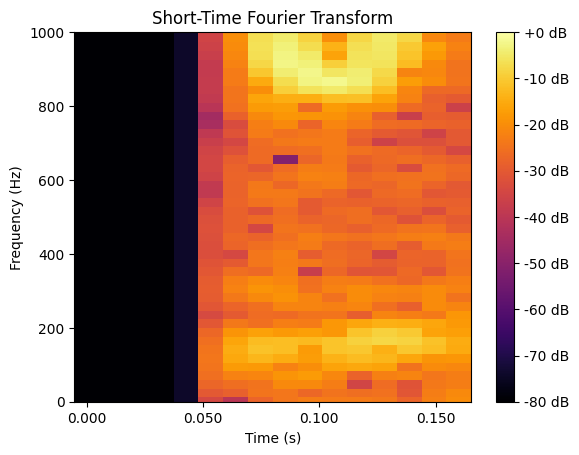 Short-Time Fourier Transform
1000
800
600
400
200
0
Frequency (Hz)
0.000
0.050
0.100
0.150
Time (s)
+0 dB
-10 dB
-20 dB
-30 dB
-40 dB
-50 dB
-60 dB
-70 dB
-80 dB